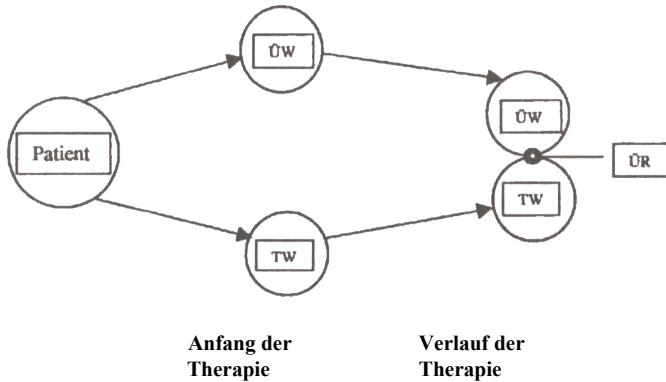 ÜW
ÜW
Patient
ÜR
TW
TW
Anfang der
Therapie
Verlauf der
Therapie